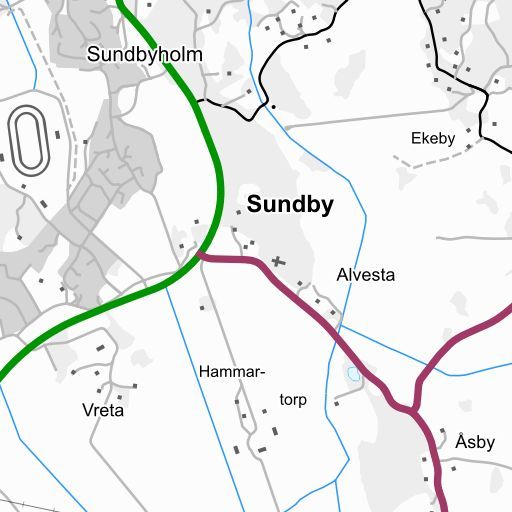 Sundbyholm
Ekeby
Sundby
Alvesta
Hammar-
torp
Vreta
Åsby